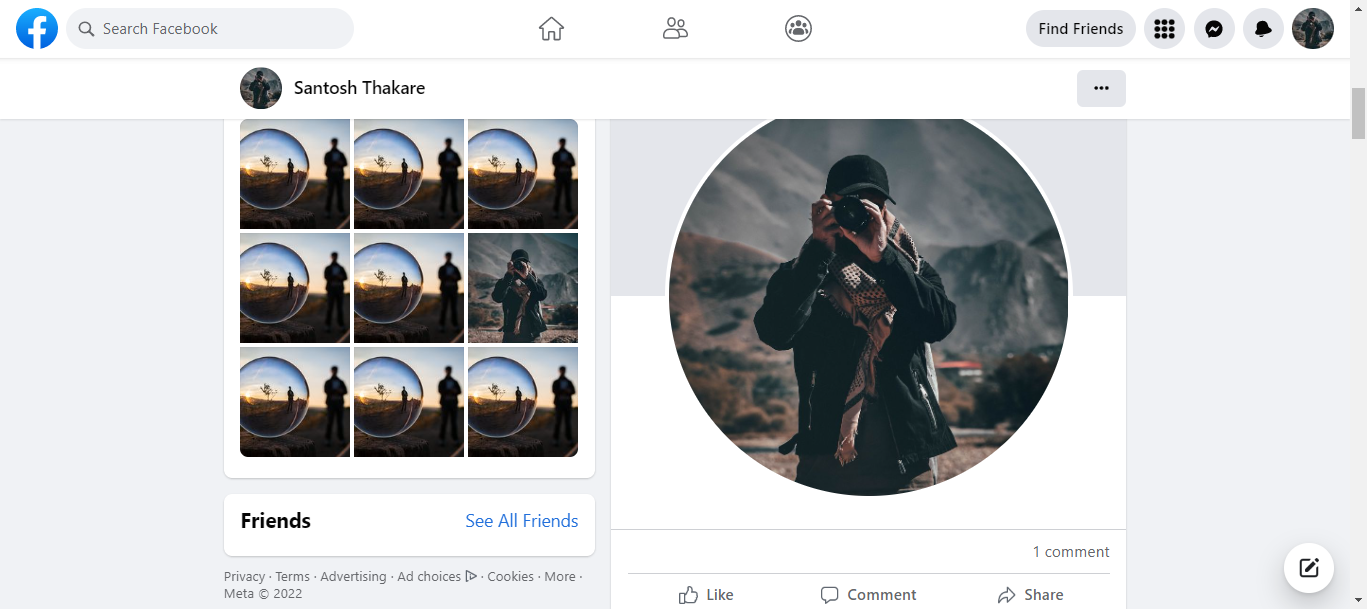 Search Facebook
Find Friends
Santosh Thakare
Friends
See All Friends
Privacy · Terms · Advertising · Ad choices · Cookies · More ·
Meta © 2022
1 comment
Like
Comment
Share